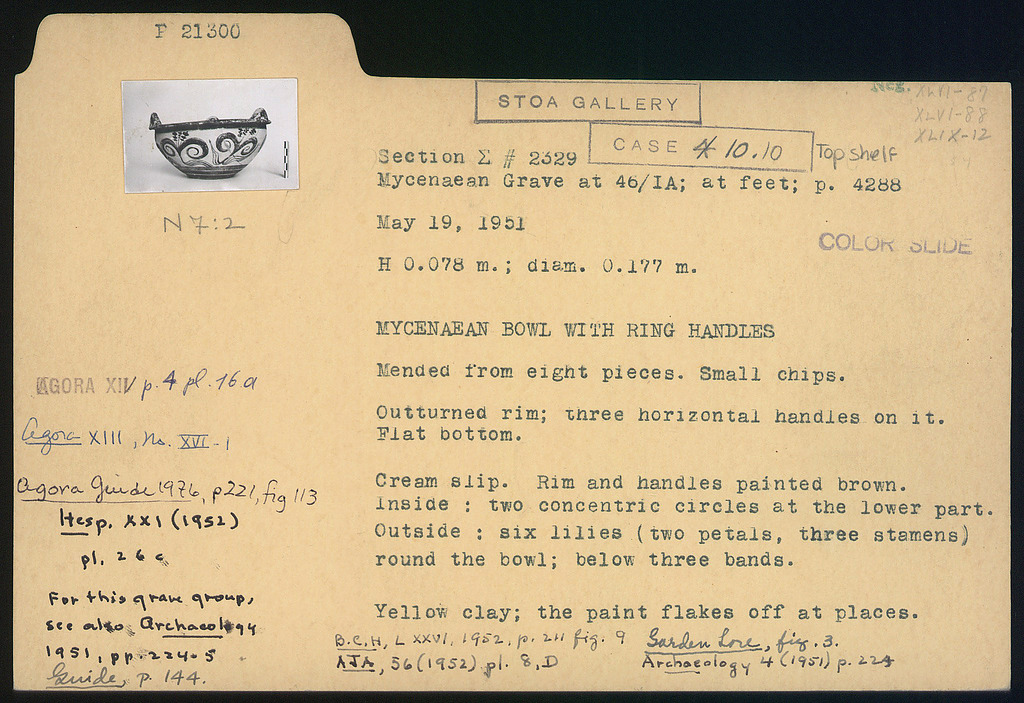 P 21300
Neg. XLVI-87
XLVI-88
XLIX-12
STOA GALLERY
CASE 4 10.10 Top shelf
Section Σ # 2329
Mycenaean Grave at 46/IA; at feet; p. 4288
N 7:2
May 19, 1951
COLOR SLIDE
H 0.078 m.; diam. 0.177 m.
MYCENAEAN BOWL WITH RING HANDLES
Mended from eight pieces. Small chips.
Outturned rim; three horizontal handles on it.
Flat bottom.
Cream slip. Rim and handles painted brown.
Inside : two concentric circles at the lower part.
Outside : six lilies (two petals, three stamens)
round the bowl; below three bands.
Yellow clay; the paint flakes off at places.
AGORA XIV p. 4 pl. 16a
Agora XIII, No. XVI-1
Agora Guide 1976, p 221, fig 113
Hesp. XXI (1952)
pl. 26c
For this grave group,
see also Archaeology
1951, pp. 224-5
Guide, p. 144.
B.C.H, LXXVI, 1952, p. 211 fig. 9
AJA, 56 (1952) pl. 8, D
Garden Lore, fig. 3.
Archaeology 4 (1951) p. 224